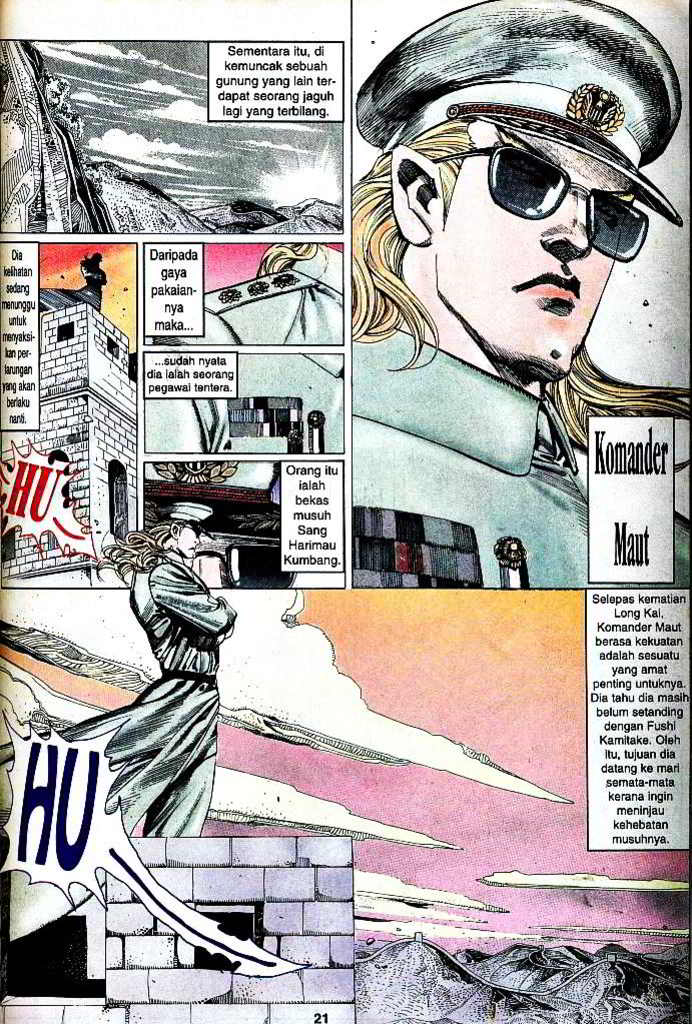 Sementara itu, di
kemuncak sebuah
gunung yang lain ter-
dapat seorang jaguh
lagi yang terbilang.
Dia
kelihatan
sedang
menunggu
untuk
menyaksi-
kan per-
tarungan
yang akan
berlaku
nanti.
Daripada
gaya
pakaian-
nya
maka...
...sudah nyata
dia ialah seorang
pegawai tentera.
Orang itu
ialah
bekas
musuh
Sang
Harimau
Kumbang.
HU
Komander
Maut
Selepas kematian
Long Kai,
Komander Maut
berasa kekuatan
adalah sesuatu
yang amat
penting untuknya.
Dia tahu dia masih
belum setanding
dengan Fushi
Kamitake. Oleh
itu, tujuan dia
datang ke mari
semata-mata
kerana ingin
meninjau
kehebatan
musuhnya.
HU
21